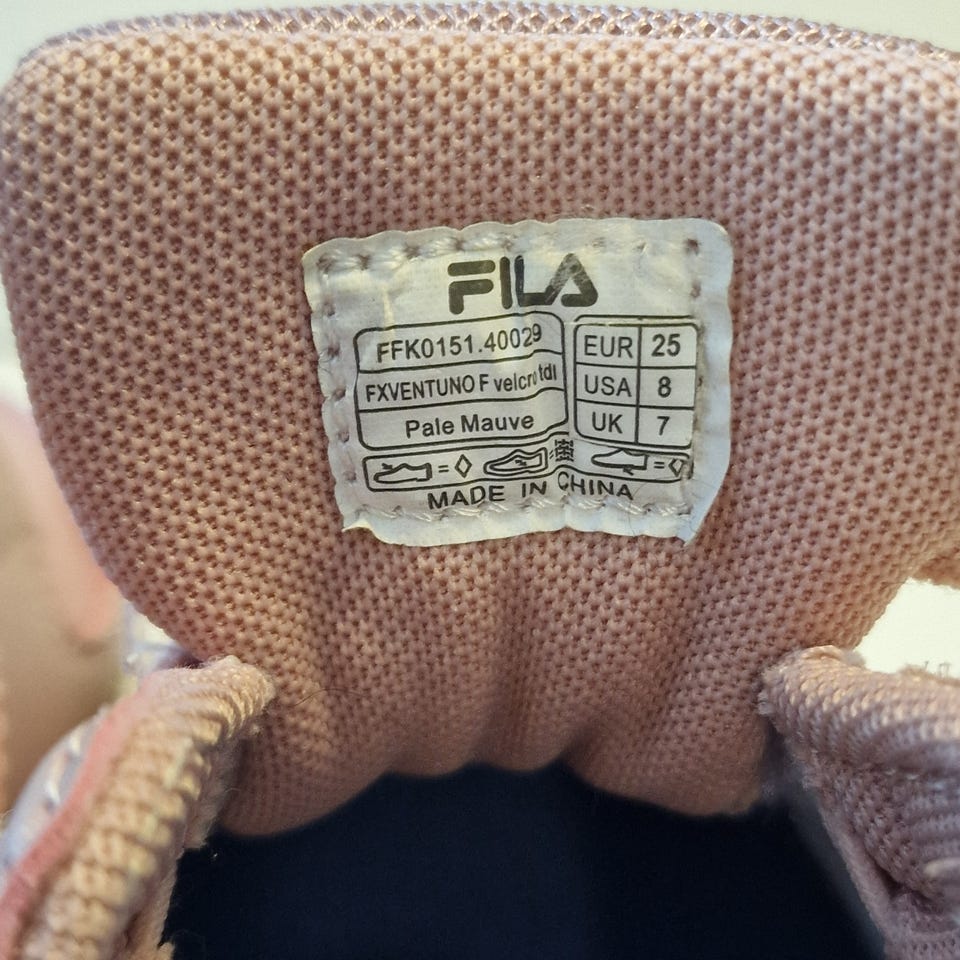 FILA
FFK0151.40029
FXVENTUNO F velcro tdl
Pale Mauve
EUR 25
USA 8
UK 7
MADE IN CHINA